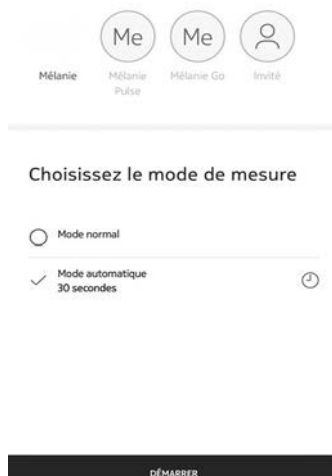 Me Me
Mélanie Mélanie Mélanie Go Invité
Pulse
Choisissez le mode de mesure
Mode normal
Mode automatique
30 secondes
DÉMARRER